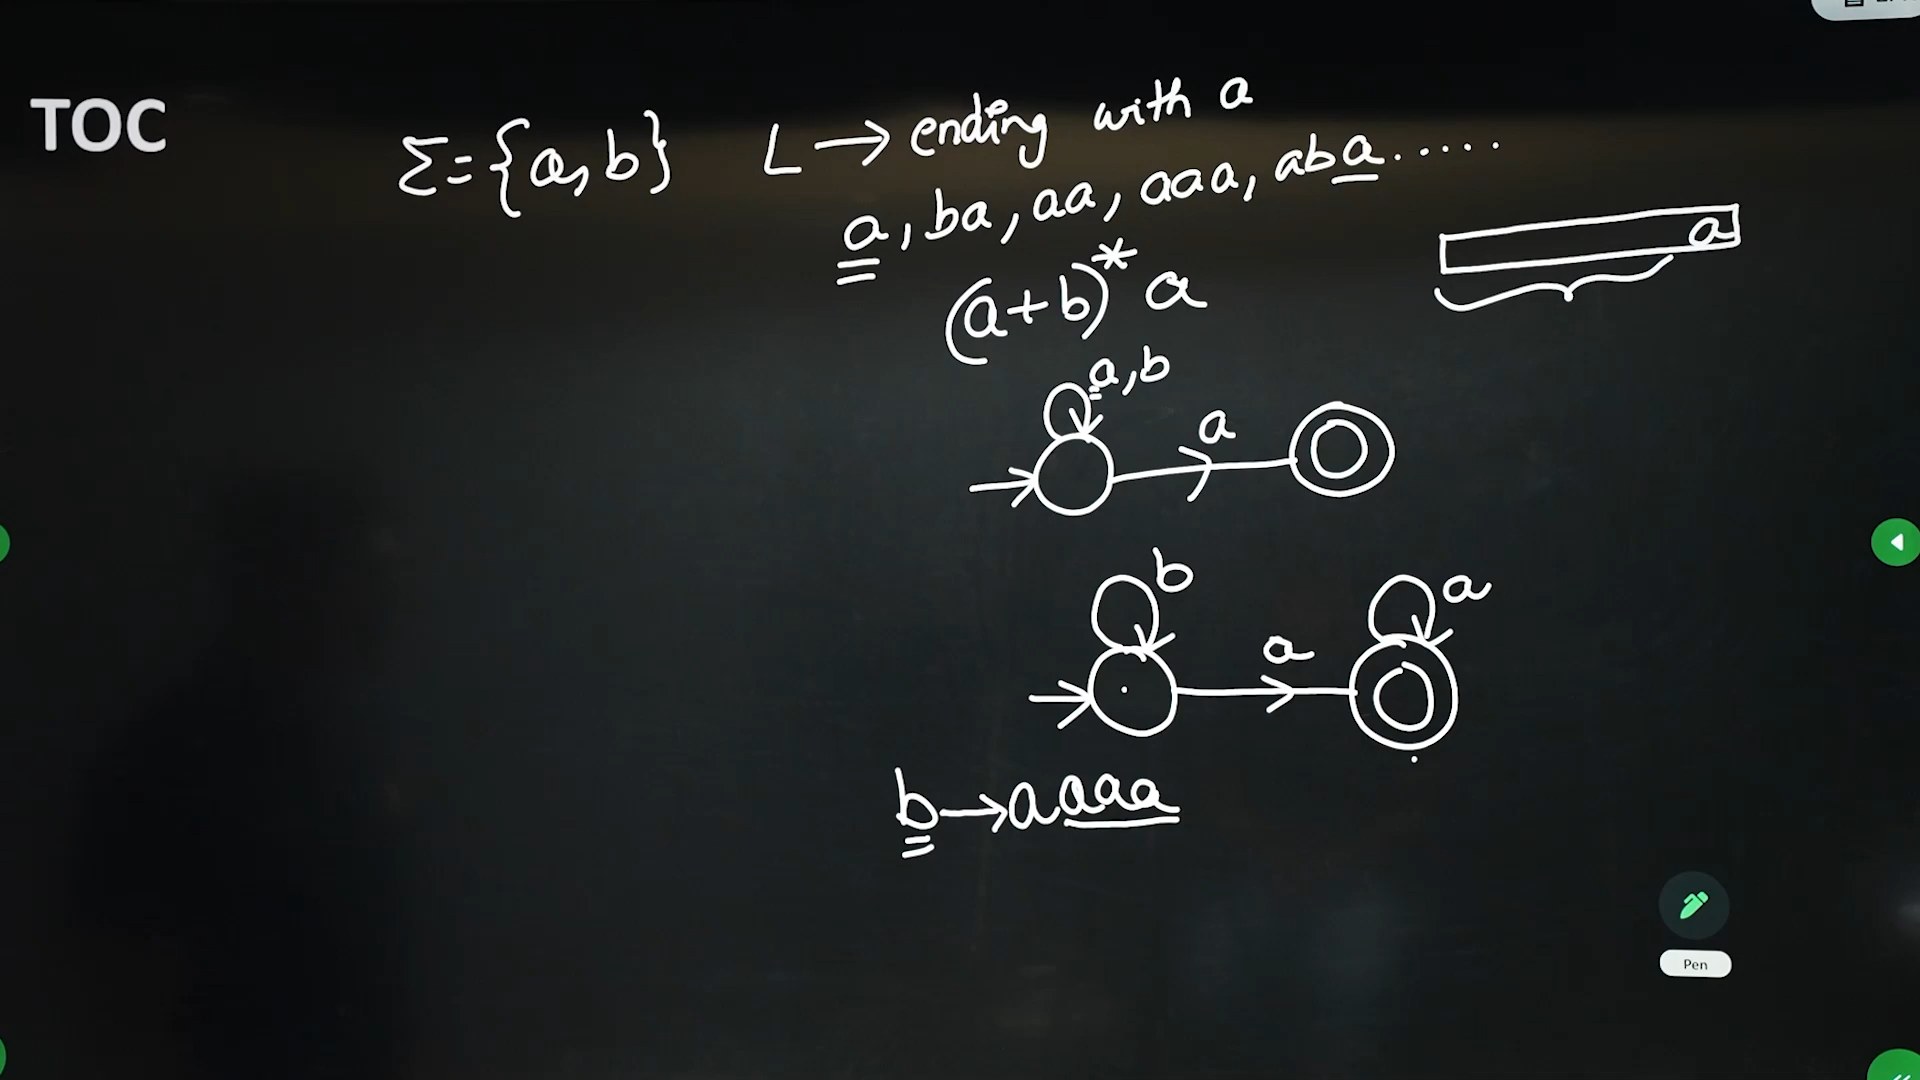 TOC
Σ={a,b} L → ending with a
a, ba, aa, aaa, aba.....
a
(a+b)* a
a,b
a
b
a
a
b→aaaa
Pen